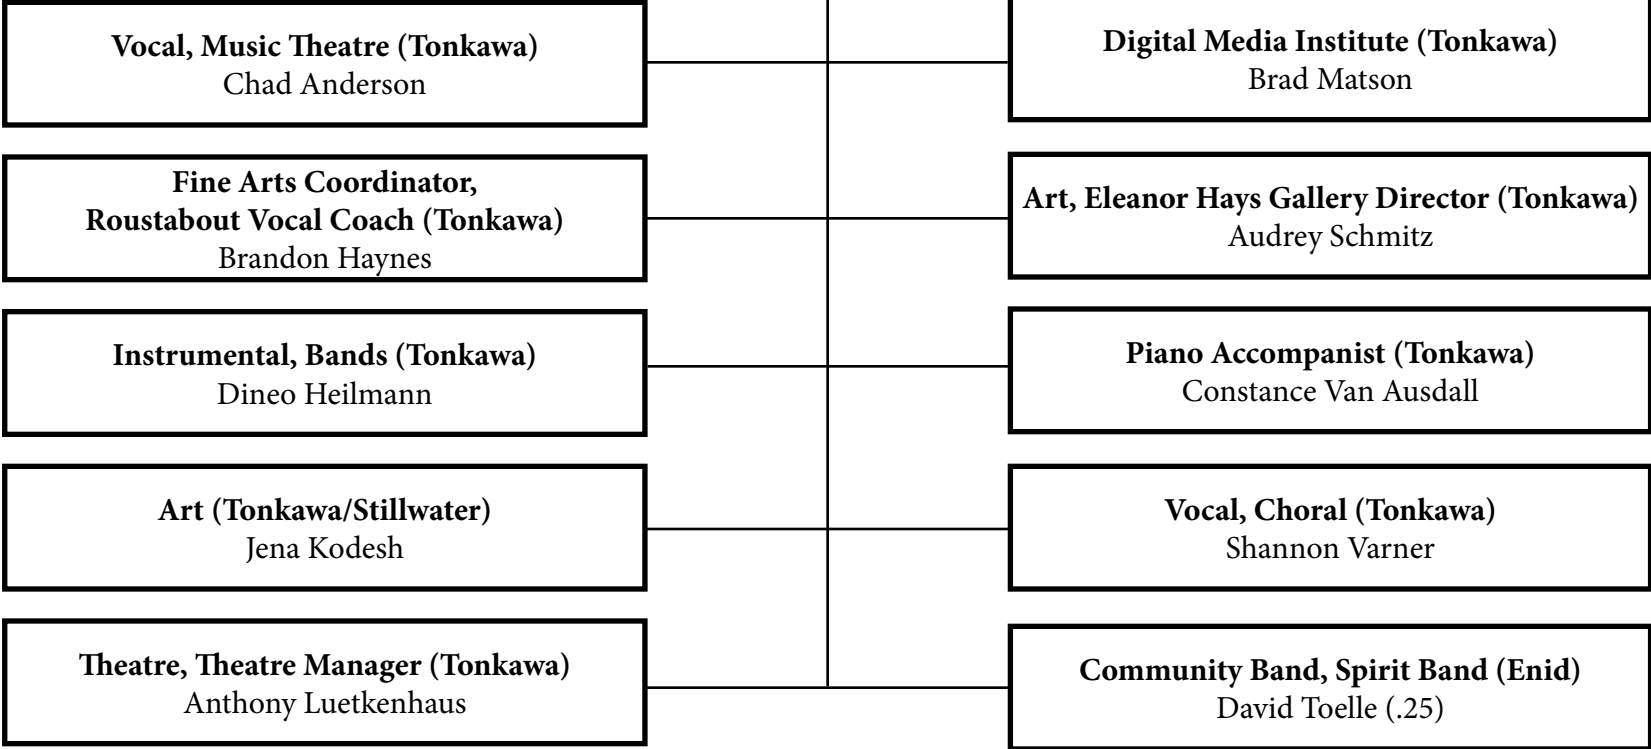 Vocal, Music Theatre (Tonkawa)
Chad Anderson
Digital Media Institute (Tonkawa)
Brad Matson
Fine Arts Coordinator,
Roustabout Vocal Coach (Tonkawa)
Brandon Haynes
Art, Eleanor Hays Gallery Director (Tonkawa)
Audrey Schmitz
Instrumental, Bands (Tonkawa)
Dineo Heilmann
Piano Accompanist (Tonkawa)
Constance Van Ausdall
Art (Tonkawa/Stillwater)
Jena Kodesh
Vocal, Choral (Tonkawa)
Shannon Varner
Theatre, Theatre Manager (Tonkawa)
Anthony Luetkenhaus
Community Band, Spirit Band (Enid)
David Toelle (.25)